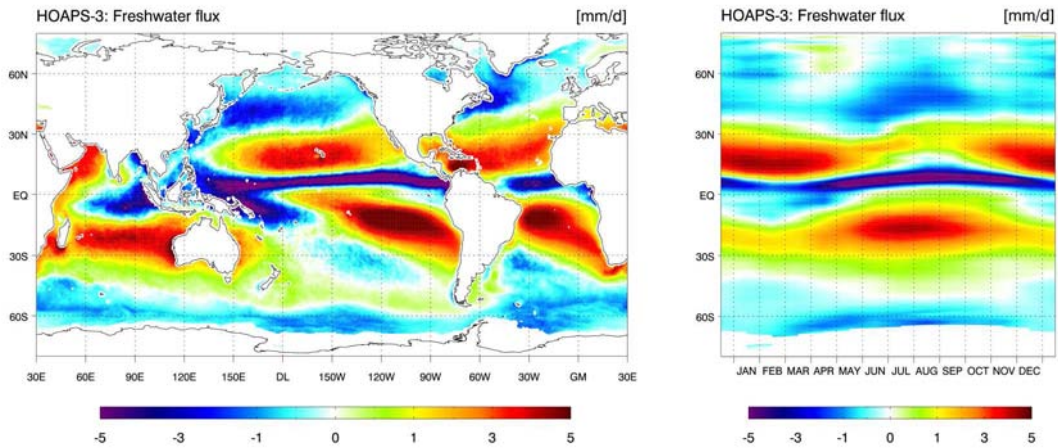 HOAPS-3: Freshwater flux [mm/d]
60N
30N
EQ
30S
60S
30E 60E 90E 120E 150E DL 150W 120W 90W 60W 30W GM 30E
-5 -3 -1 0 1 3 5
HOAPS-3: Freshwater flux [mm/d]
60N
30N
EQ
30S
60S
JAN FEB MAR APR MAY JUN JUL AUG SEP OCT NOV DEC
-5 -3 -1 0 1 3 5